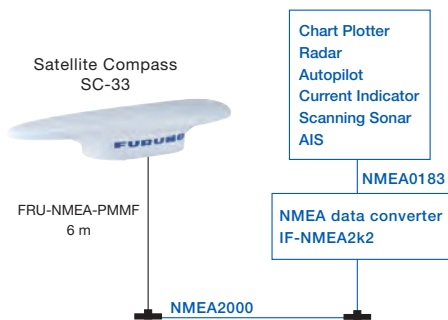 Satellite Compass
SC-33
FURUNO
FRU-NMEA-PMMF
6 m
NMEA2000
Chart Plotter
Radar
Autopilot
Current Indicator
Scanning Sonar
AIS
NMEA0183
NMEA data converter
IF-NMEA2k2